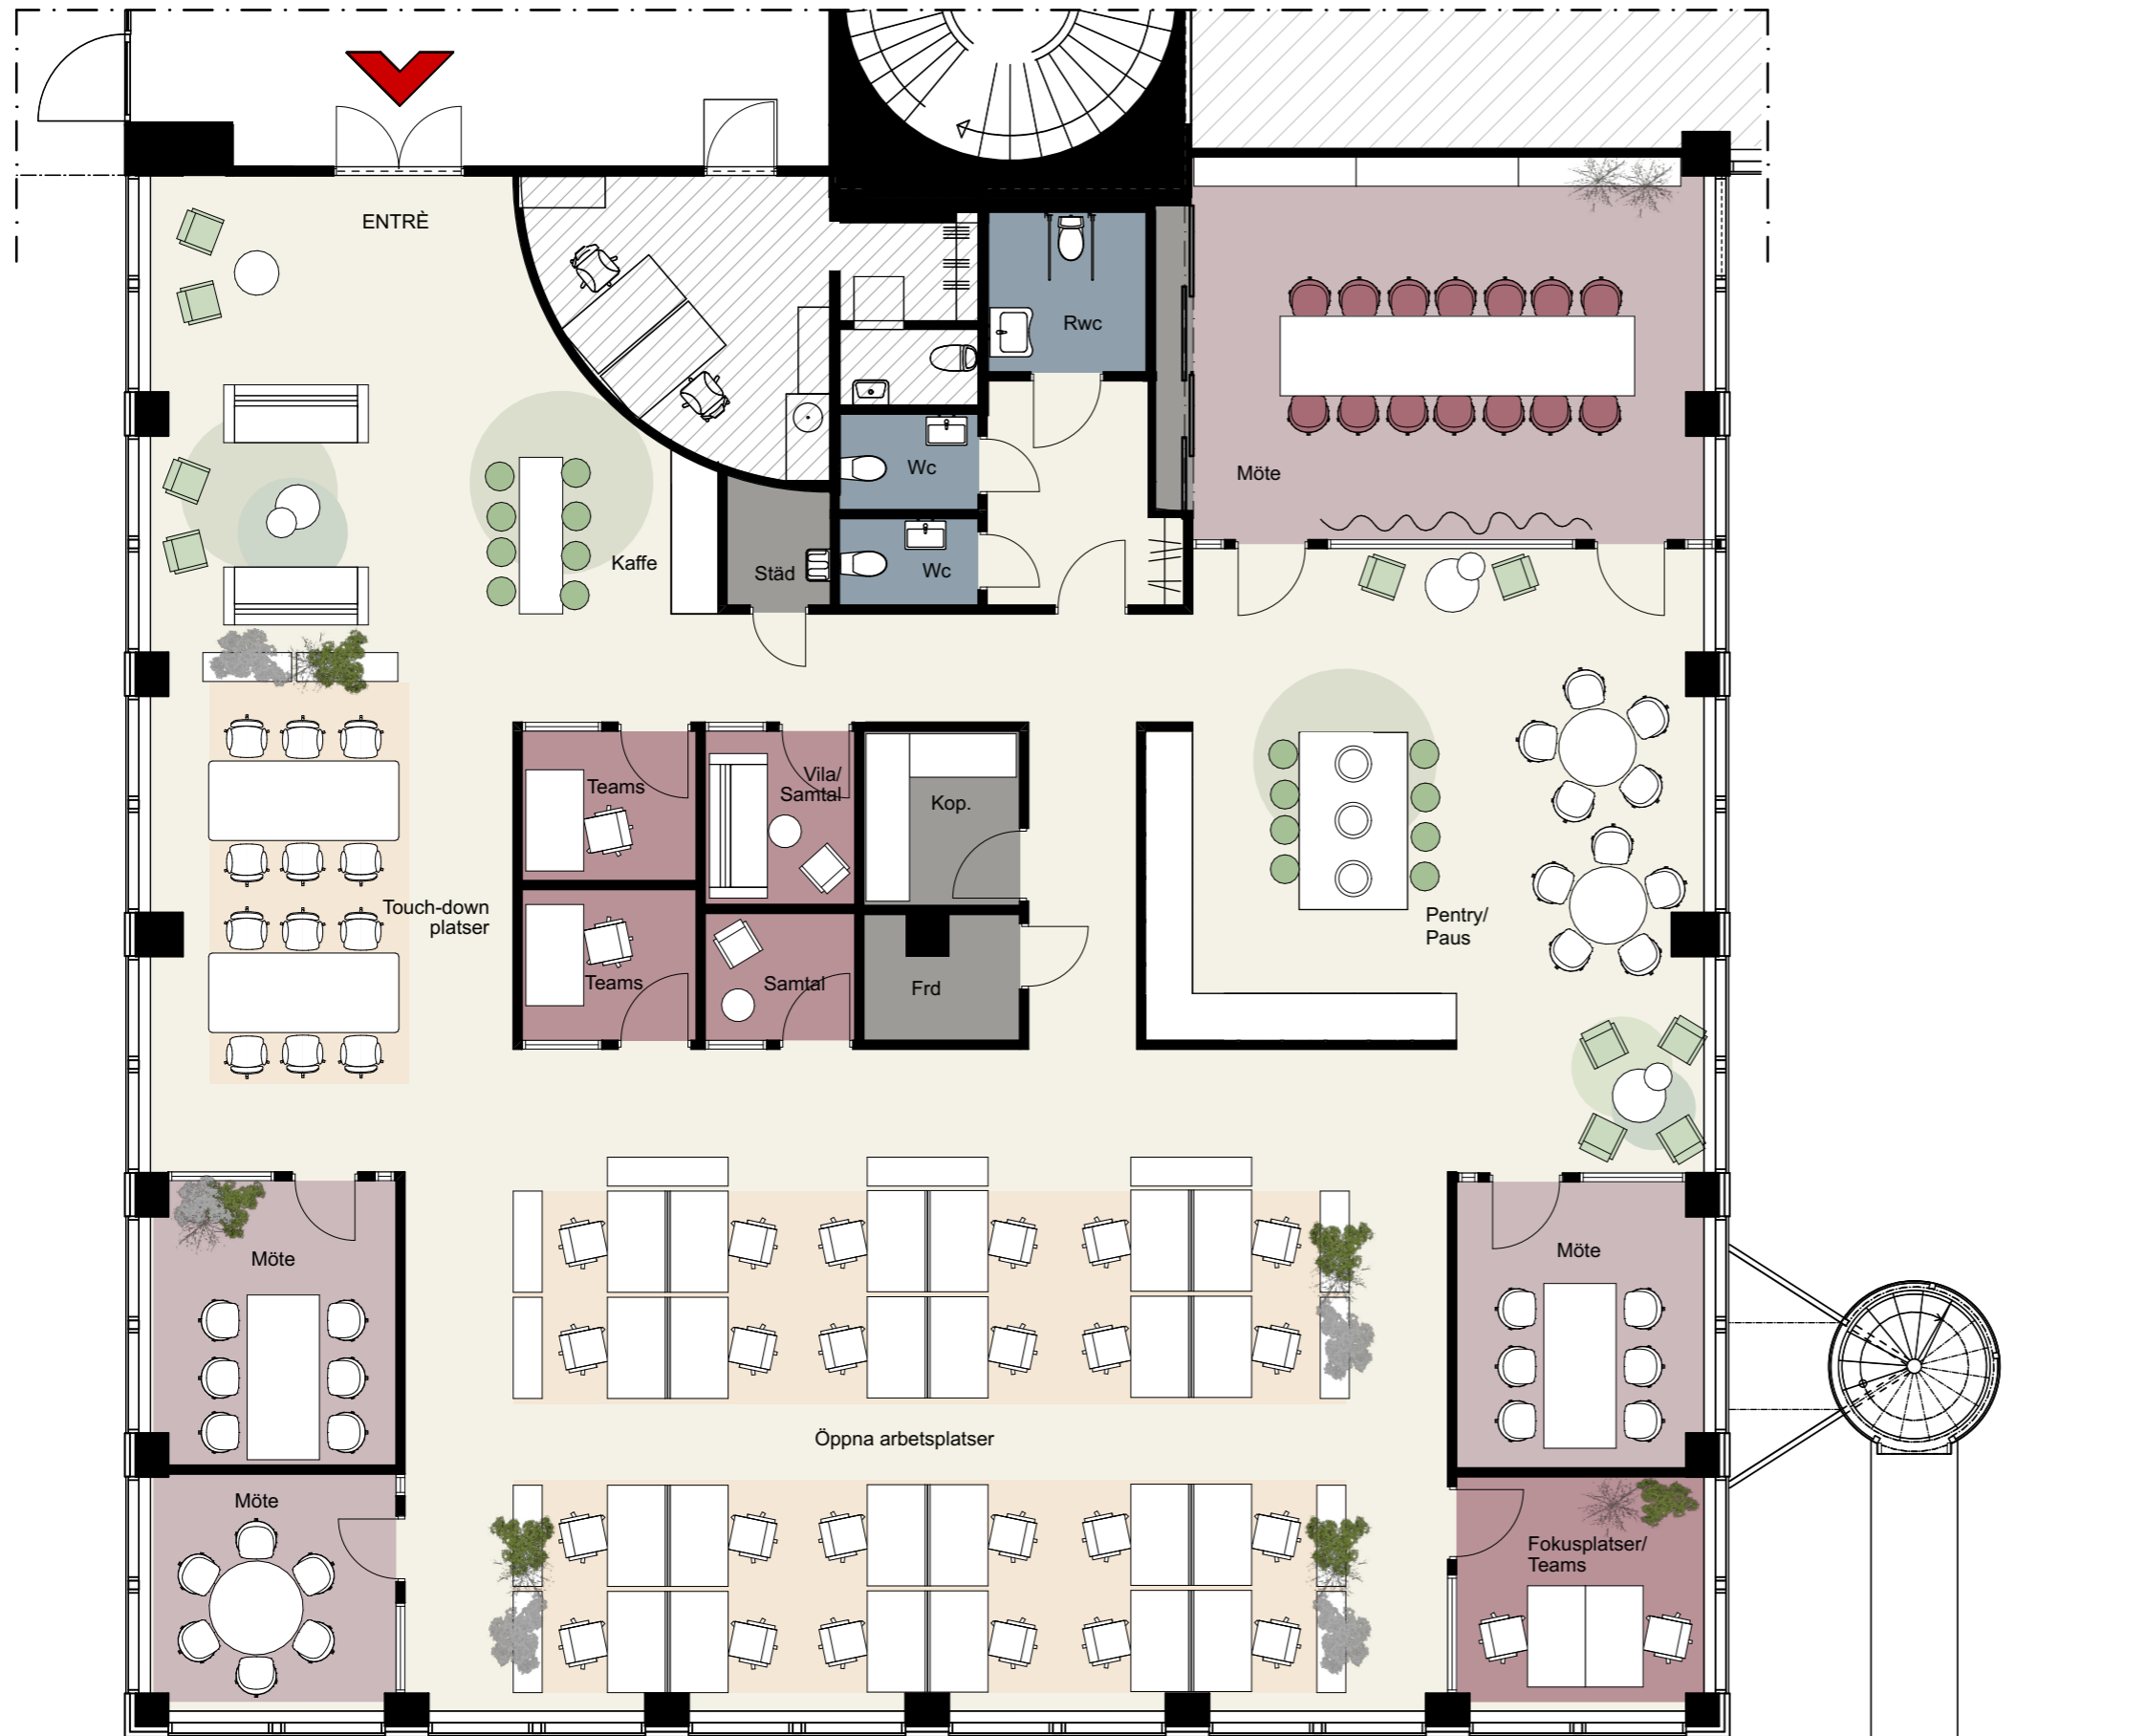 ENTRÈ
Rwc
Wc
Möte
Kaffe
Städ
Wc
Teams
Vila/
Samtal
Kop.
Touch-down
platser
Pentry/
Paus
Teams
Samtal
Frd
Möte
Möte
Öppna arbetsplatser
Möte
Fokusplatser/
Teams